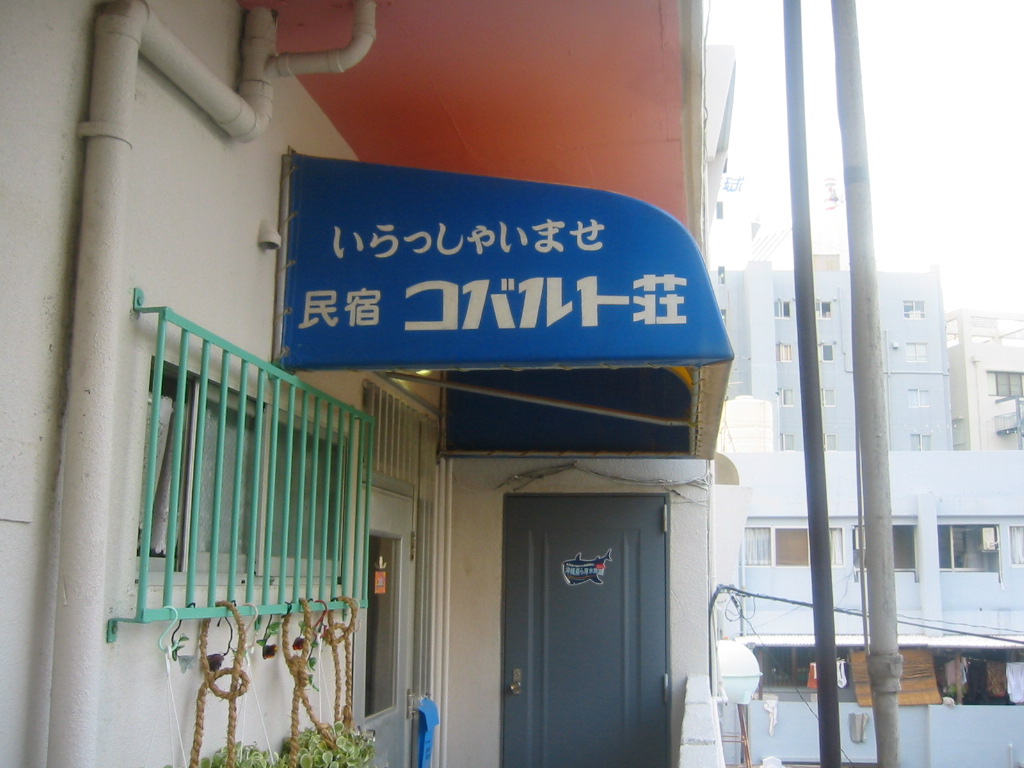 いらっしゃいませ
民宿 コバルト荘